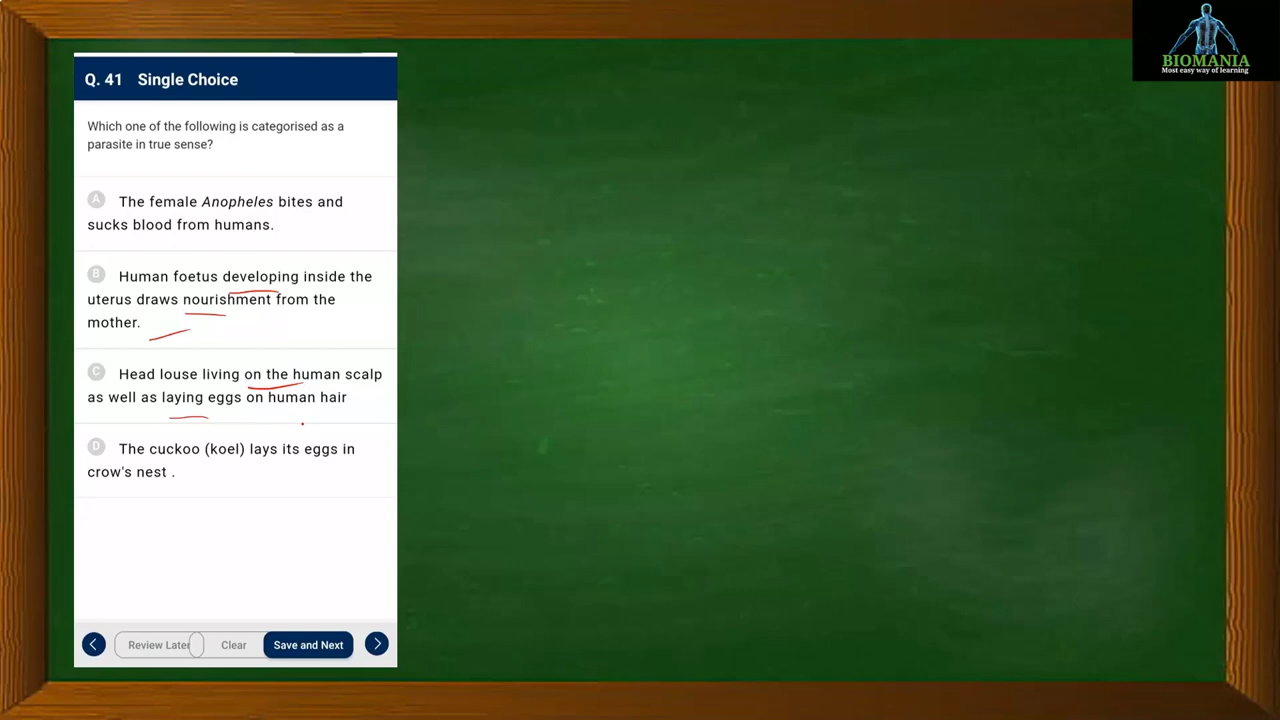 BIOMANIA
Most easy way of learning
Q. 41 Single Choice
Which one of the following is categorised as a
parasite in true sense?
A The female Anopheles bites and
sucks blood from humans.
B Human foetus developing inside the
uterus draws nourishment from the
mother.
C Head louse living on the human scalp
as well as laying eggs on human hair
D The cuckoo (koel) lays its eggs in
crow's nest .
Review Later Clear Save and Next